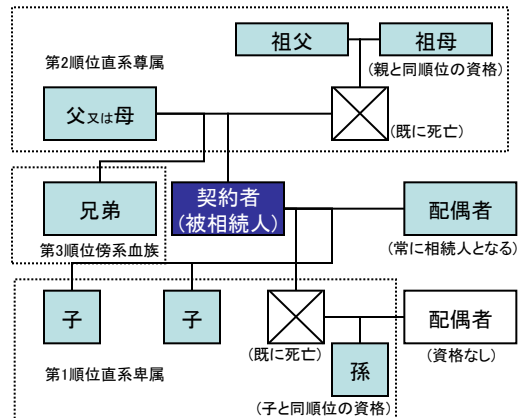 祖父
祖母
第2順位直系尊属
(親と同順位の資格)
父又は母
(既に死亡)
兄弟
契約者
(被相続人)
配偶者
第3順位傍系血族
(常に相続人となる)
子
子
配偶者
(既に死亡)
(資格なし)
孫
第1順位直系卑属
(子と同順位の資格)